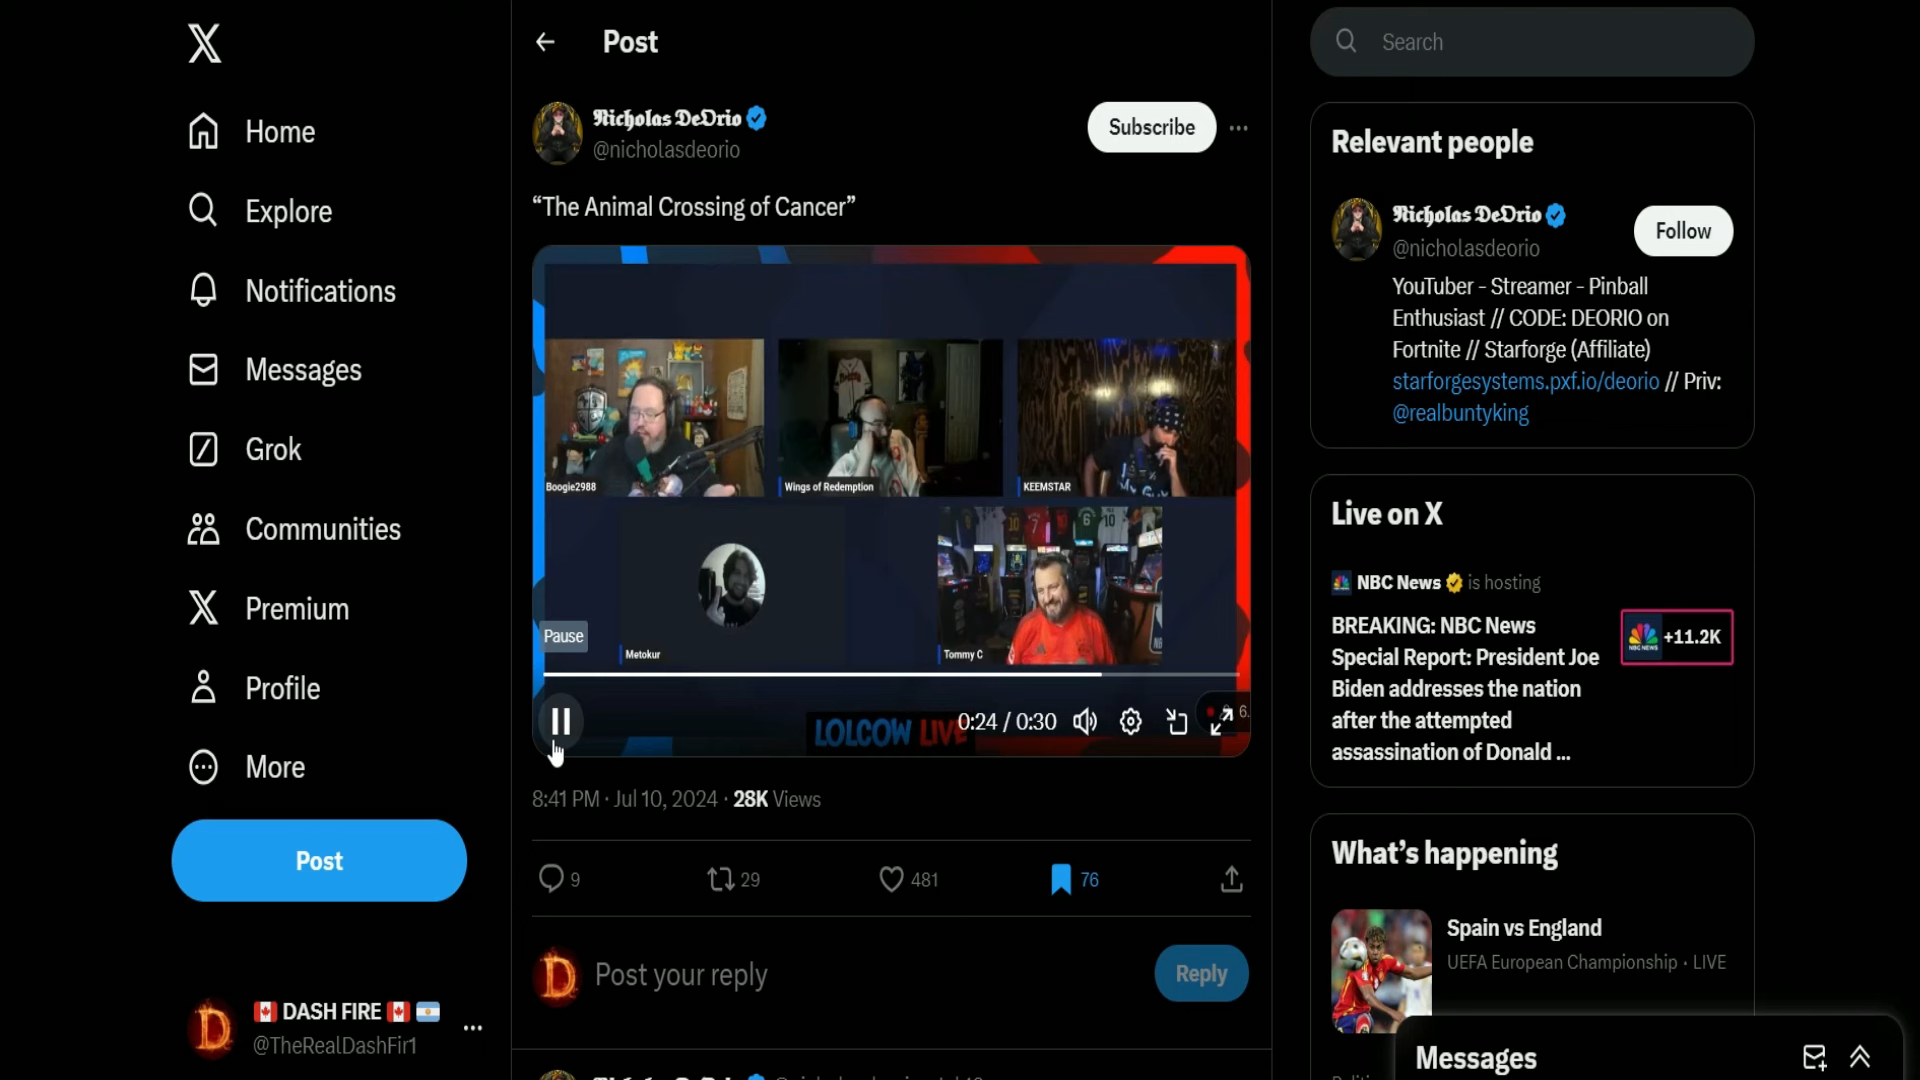 Home
Explore
Notifications
Messages
Grok
Communities
Premium
Profile
More
Post
DASH FIRE
@TheRealDashFir1
Post
Nicholas DeOrio
@nicholasdeorio
Subscribe
“The Animal Crossing of Cancer”
Boogie2988
Wings of Redemption
KEEMSTAR
Pause
Metokur
Tommy C
LOLCOW LIVE
0:24 / 0:30
8:41 PM · Jul 10, 2024 · 28K Views
9
29
481
76
Post your reply
Reply
Search
Relevant people
Nicholas DeOrio
@nicholasdeorio
Follow
YouTuber - Streamer - Pinball
Enthusiast // CODE: DEORIO on
Fortnite // Starforge (Affiliate)
starforgesystems.pxf.io/deorio // Priv:
@realbuntyking
Live on X
NBC News is hosting
BREAKING: NBC News
Special Report: President Joe
Biden addresses the nation
after the attempted
assassination of Donald ...
NBC NEWS
+11.2K
What’s happening
Spain vs England
UEFA European Championship · LIVE
Messages